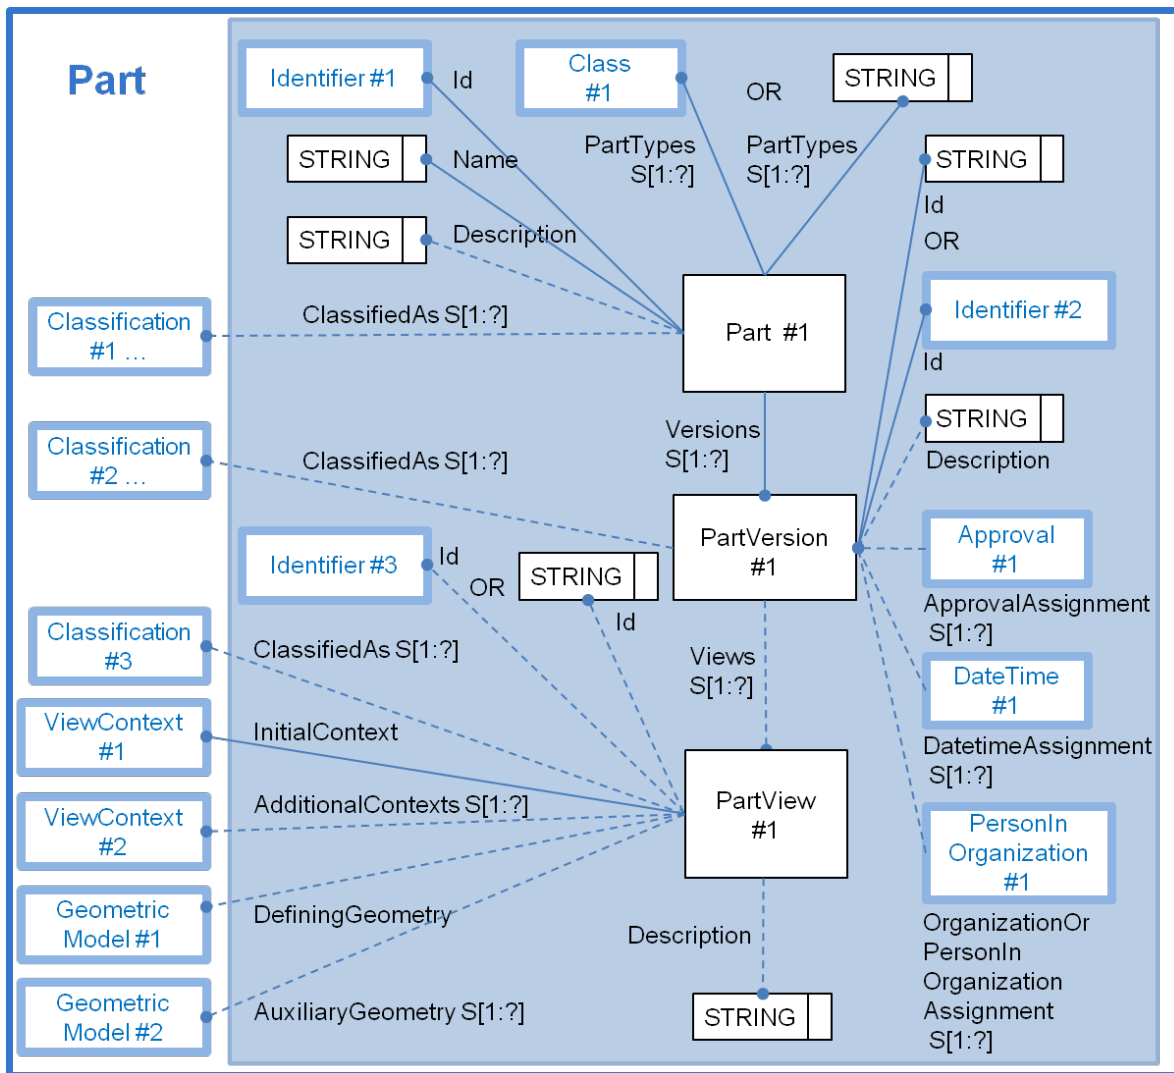 Part
Identifier #1
Id
Class
#1
OR
STRING
PartTypes
S[1:?]
PartTypes
S[1:?]
STRING
Name
STRING
Id
OR
STRING
Description
Identifier #2
Id
Classification
#1 ...
ClassifiedAs S[1:?]
Part #1
STRING
Description
Classification
#2 ...
ClassifiedAs S[1:?]
Versions
S[1:?]
PartVersion
#1
Approval
#1
ApprovalAssignment
S[1:?]
Identifier #3
Id
OR
STRING
Id
Classification
#3
ClassifiedAs S[1:?]
Views
S[1:?]
DateTime
#1
DatetimeAssignment
S[1:?]
ViewContext
#1
InitialContext
ViewContext
#2
AdditionalContexts S[1:?]
PartView
#1
PersonIn
Organization
#1
OrganizationOr
PersonIn
Organization
Assignment
S[1:?]
Geometric
Model #1
DefiningGeometry
Description
Geometric
Model #2
AuxiliaryGeometry S[1:?]
STRING